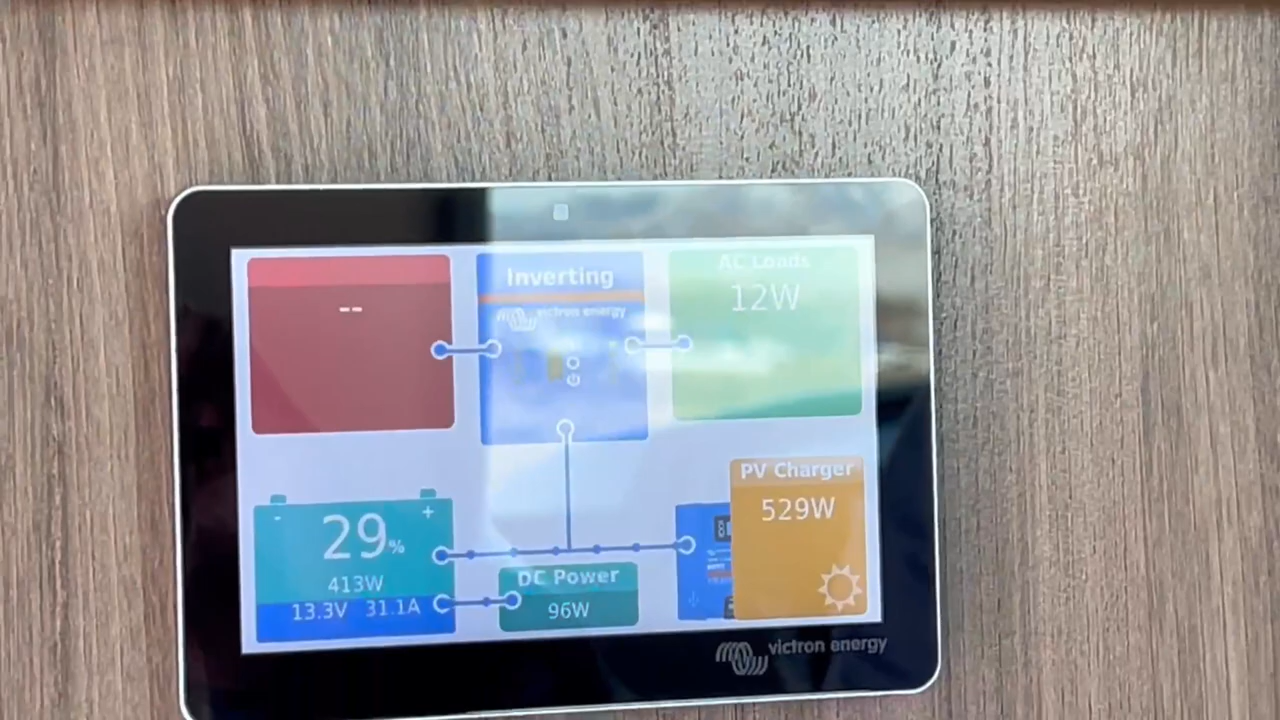 --
Inverting
victron energy
AC Loads
12W
- +
29%
413W
13.3V 31.1A
DC Power
96W
PV Charger
529W
victron energy